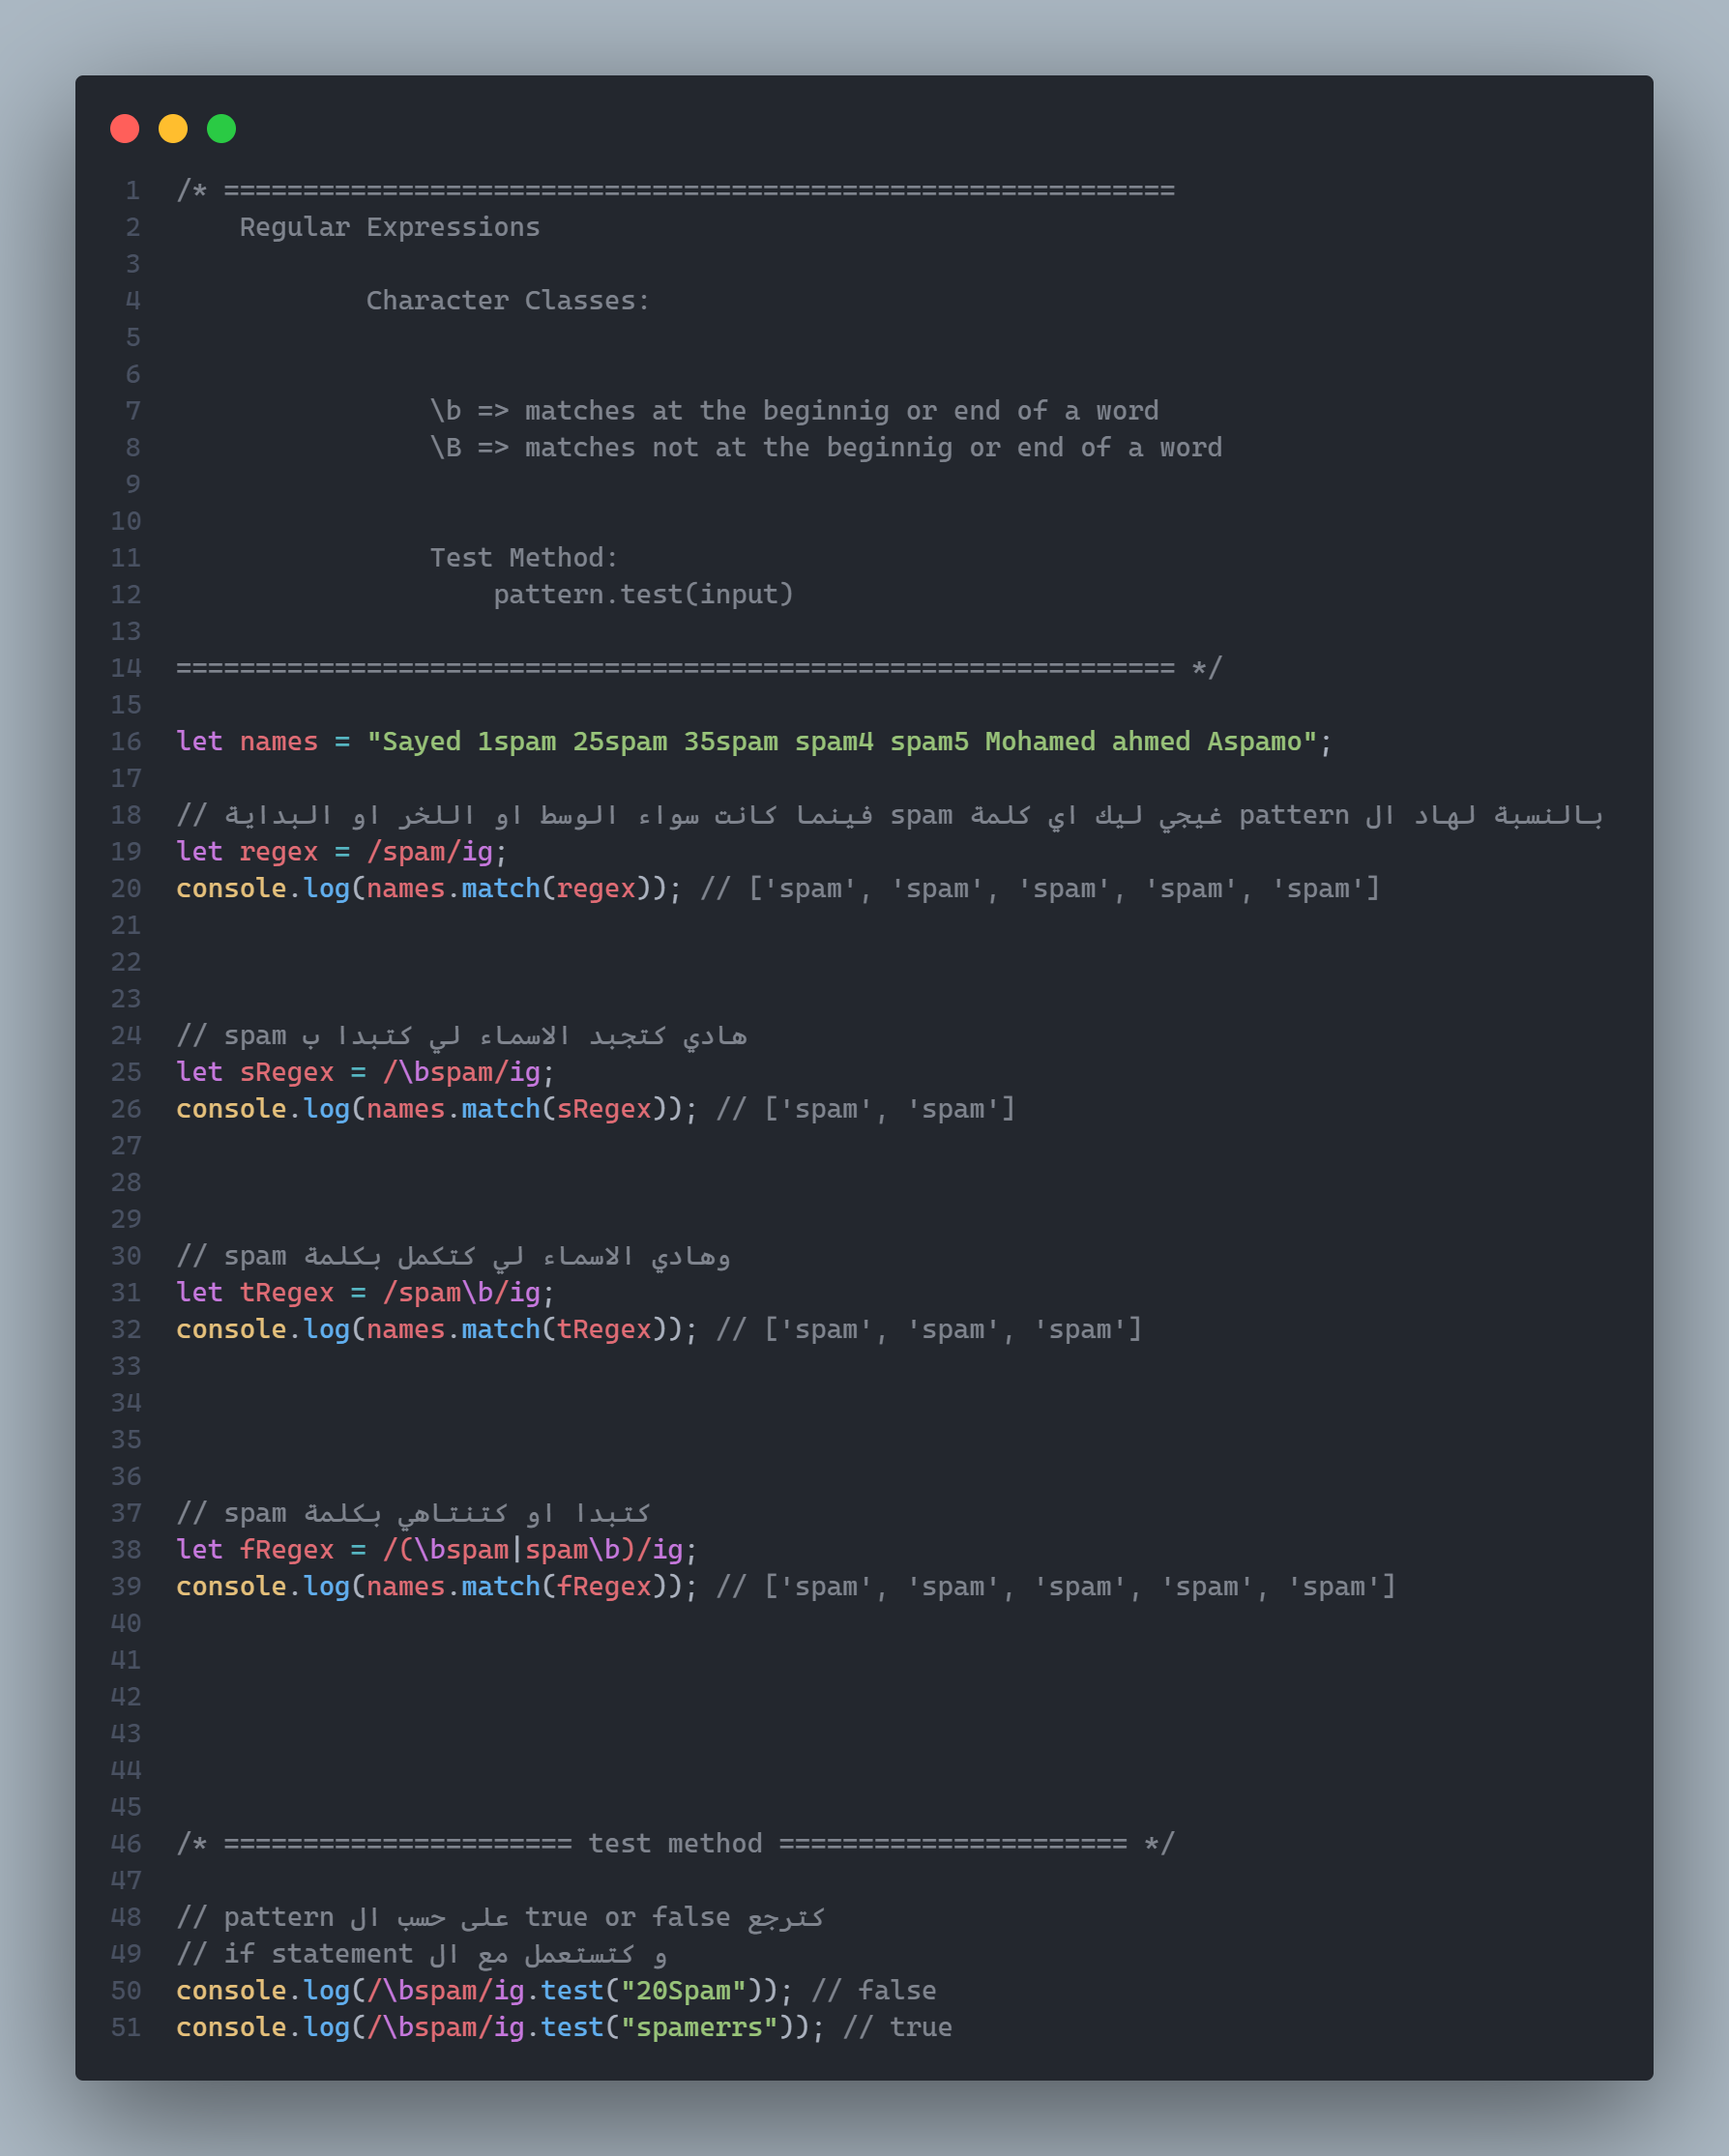 1 /* ============================================================
2 Regular Expressions
3
4 Character Classes:
5
6
7 \b => matches at the beginnig or end of a word
8 \B => matches not at the beginnig or end of a word
9
10
11 Test Method:
12 pattern.test(input)
13
14 =============================================================== */
15
16 let names = "Sayed 1spam 25spam 35spam spam4 spam5 Mohamed ahmed Aspamo";
17
18 // بالنسبة لهاد ال pattern غيجي ليك اي كلمة spam فينما كانت سواء الوسط او اللخر او البداية
19 let regex = /spam/ig;
20 console.log(names.match(regex)); // ['spam', 'spam', 'spam', 'spam', 'spam']
21
22
23
24 // spam هادي كتجبد الاسماء لي كتبدا ب
25 let sRegex = /\bspam/ig;
26 console.log(names.match(sRegex)); // ['spam', 'spam']
27
28
29
30 // spam وهادي الاسماء لي كتكمل بكلمة
31 let tRegex = /spam\b/ig;
32 console.log(names.match(tRegex)); // ['spam', 'spam', 'spam']
33
34
35
36
37 // spam كتبدا او كتنتاهي بكلمة
38 let fRegex = /(\bspam|spam\b)/ig;
39 console.log(names.match(fRegex)); // ['spam', 'spam', 'spam', 'spam', 'spam']
40
41
42
43
44
45
46 /* ====================== test method ====================== */
47
48 // كترجع true or false على حسب ال pattern
49 // و كتستعمل مع ال if statement
50 console.log(/\bspam/ig.test("20Spam")); // false
51 console.log(/\bspam/ig.test("spamerrs")); // true